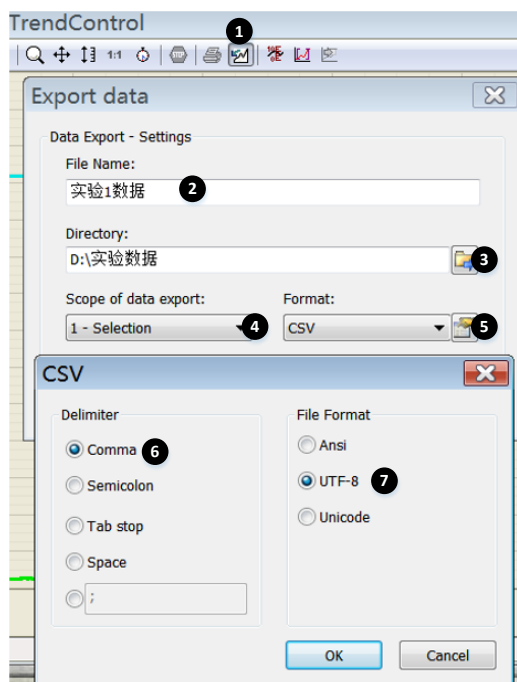 TrendControl
1
1:1
Export data
Data Export - Settings
File Name:
实验1数据
2
Directory:
D:\实验数据
3
Scope of data export:
Format:
1 - Selection
4
CSV
5
CSV
Delimiter
File Format
Comma
6
Ansi
Semicolon
UTF-8
7
Tab stop
Unicode
Space
;
OK
Cancel